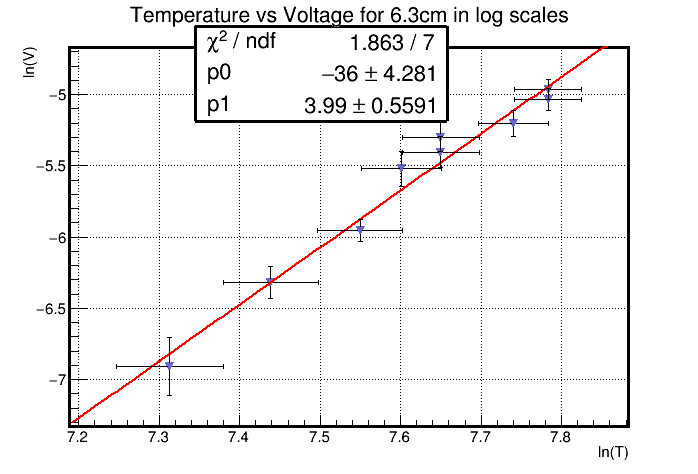 Temperature vs Voltage for 6.3cm in log scales
ln(V)
χ² / ndf 1.863 / 7
p0 −36 ± 4.281
p1 3.99 ± 0.5591
−5
−5.5
−6
−6.5
−7
7.2 7.3 7.4 7.5 7.6 7.7 7.8
ln(T)